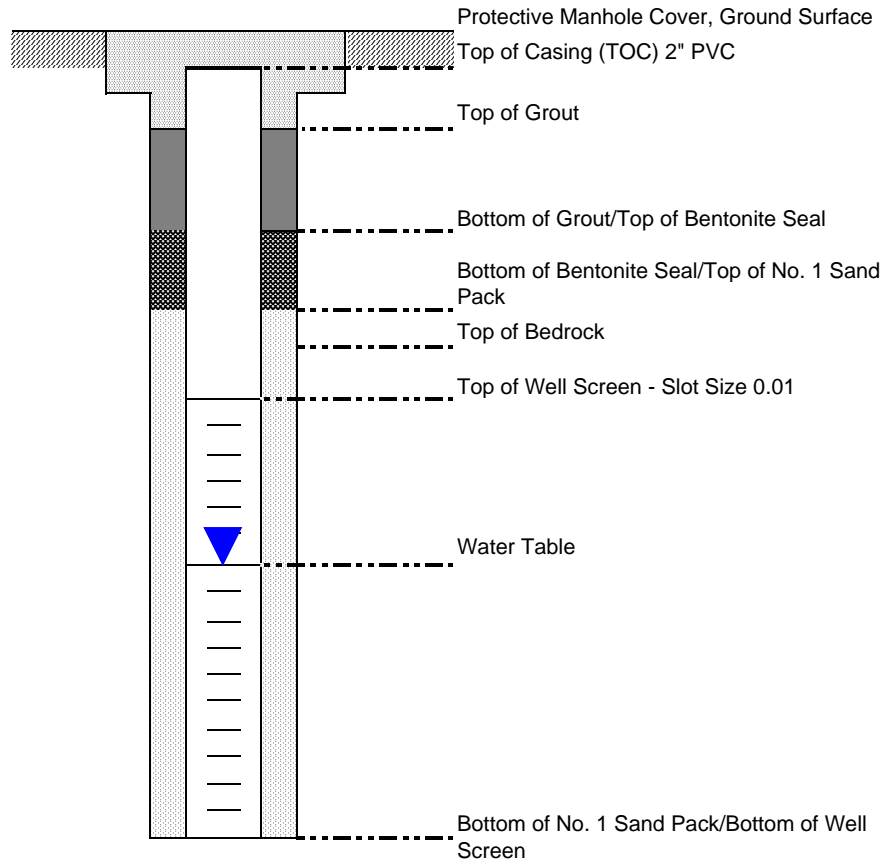 Protective Manhole Cover, Ground Surface
Top of Casing (TOC) 2" PVC
Top of Grout
Bottom of Grout/Top of Bentonite Seal
Bottom of Bentonite Seal/Top of No. 1 Sand
Pack
Top of Bedrock
Top of Well Screen - Slot Size 0.01
Water Table
Bottom of No. 1 Sand Pack/Bottom of Well
Screen